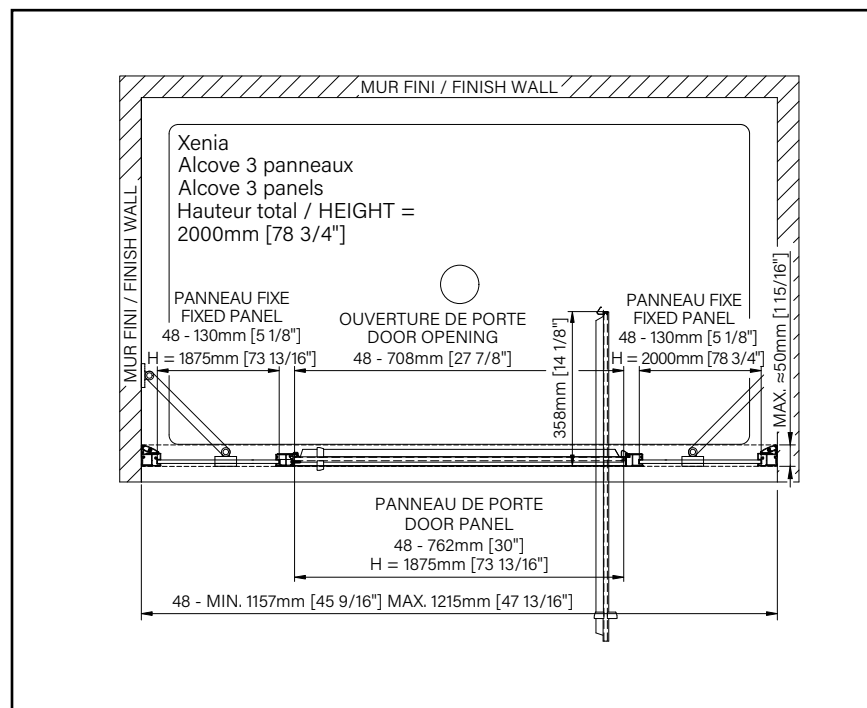 MUR FINI / FINISH WALL
MUR FINI / FINISH WALL
Xenia
Alcove 3 panneaux
Alcove 3 panels
Hauteur total / HEIGHT =
2000mm [78 3/4"]
PANNEAU FIXE
FIXED PANEL
48 - 130mm [5 1/8"]
H = 1875mm [73 13/16"]
OUVERTURE DE PORTE
DOOR OPENING
48 - 708mm [27 7/8"]
358mm [14 1/8"]
PANNEAU FIXE
FIXED PANEL
48 - 130mm [5 1/8"]
H = 2000mm [78 3/4"]
MAX. ≈50mm [1 15/16"]
PANNEAU DE PORTE
DOOR PANEL
48 - 762mm [30"]
H = 1875mm [73 13/16"]
48 - MIN. 1157mm [45 9/16"] MAX. 1215mm [47 13/16"]